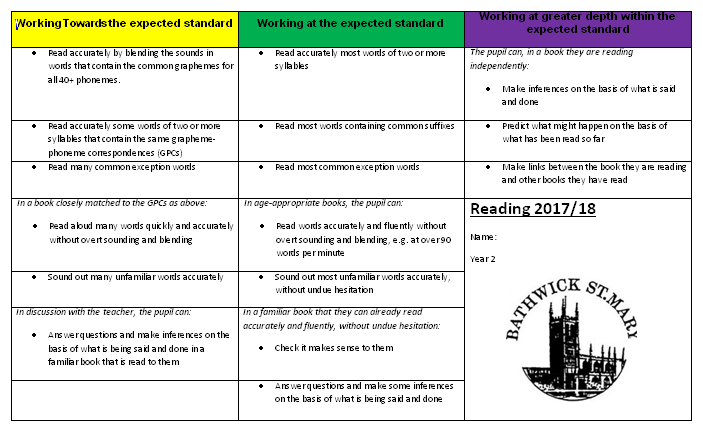 Working Towards the expected standard
Read accurately by blending the sounds in
words that contain the common graphemes for
all 40+ phonemes.
Read accurately some words of two or more
syllables that contain the same grapheme-
phoneme correspondences (GPCs)
Read many common exception words
In a book closely matched to the GPCs as above:
Read aloud many words quickly and accurately
without overt sounding and blending
Sound out many unfamiliar words accurately
In discussion with the teacher, the pupil can:
Answer questions and make inferences on the
basis of what is being said and done in a
familiar book that is read to them
Working at the expected standard
Read accurately most words of two or more
syllables
Read most words containing common suffixes
Read most common exception words
In age-appropriate books, the pupil can:
Read words accurately and fluently without
overt sounding and blending, e.g. at over 90
words per minute
Sound out most unfamiliar words accurately,
without undue hesitation
In a familiar book that they can already read
accurately and fluently, without undue hesitation:
Check it makes sense to them
Answer questions and make some inferences
on the basis of what is being said and done
Working at greater depth within the
expected standard
The pupil can, in a book they are reading
independently:
Make inferences on the basis of what is said
and done
Predict what might happen on the basis of
what has been read so far
Make links between the book they are reading
and other books they have read
Reading 2017/18
Name:
Year 2
BATHWICK ST. MARY